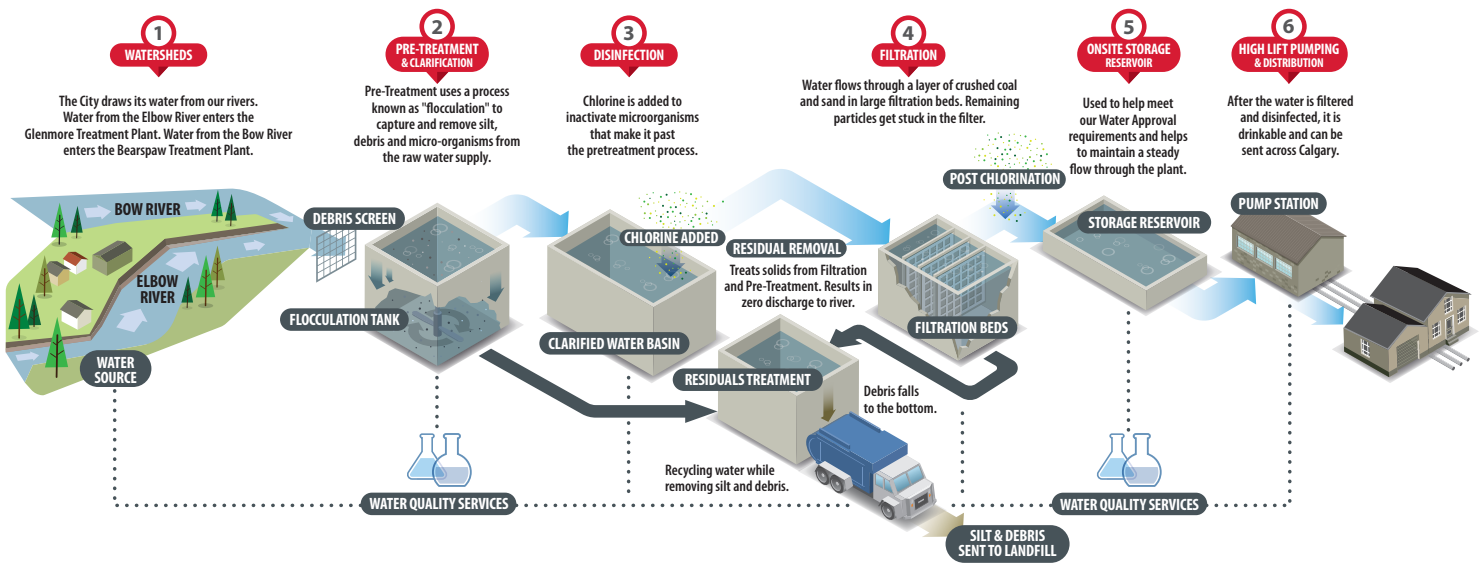 1
WATERSHEDS
The City draws its water from our rivers.
Water from the Elbow River enters the
Glenmore Treatment Plant. Water from the Bow River
enters the Bearspaw Treatment Plant.
2
PRE-TREATMENT
& CLARIFICATION
Pre-Treatment uses a process
known as "flocculation" to
capture and remove silt,
debris and micro-organisms from
the raw water supply.
3
DISINFECTION
Chlorine is added to
inactivate microorganisms
that make it past
the pretreatment process.
4
FILTRATION
Water flows through a layer of crushed coal
and sand in large filtration beds. Remaining
particles get stuck in the filter.
5
ONSITE STORAGE
RESERVOIR
Used to help meet
our Water Approval
requirements and helps
to maintain a steady
flow through the plant.
6
HIGH LIFT PUMPING
& DISTRIBUTION
After the water is filtered
and disinfected, it is
drinkable and can be
sent across Calgary.
BOW RIVER
ELBOW
RIVER
WATER
SOURCE
DEBRIS SCREEN
FLOCCULATION TANK
CHLORINE ADDED
CLARIFIED WATER BASIN
RESIDUAL REMOVAL
Treats solids from Filtration
and Pre-Treatment. Results in
zero discharge to river.
POST CHLORINATION
FILTRATION BEDS
STORAGE RESERVOIR
PUMP STATION
RESIDUALS TREATMENT
Debris falls
to the bottom.
Recycling water while
removing silt and debris.
WATER QUALITY SERVICES
WATER QUALITY SERVICES
SILT & DEBRIS
SENT TO LANDFILL